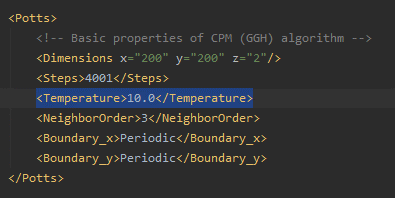 <Potts>
<!-- Basic properties of CPM (GGH) algorithm -->
<Dimensions x="200" y="200" z="2"/>
<Steps>4001</Steps>
<Temperature>10.0</Temperature>
<NeighborOrder>3</NeighborOrder>
<Boundary_x>Periodic</Boundary_x>
<Boundary_y>Periodic</Boundary_y>
</Potts>